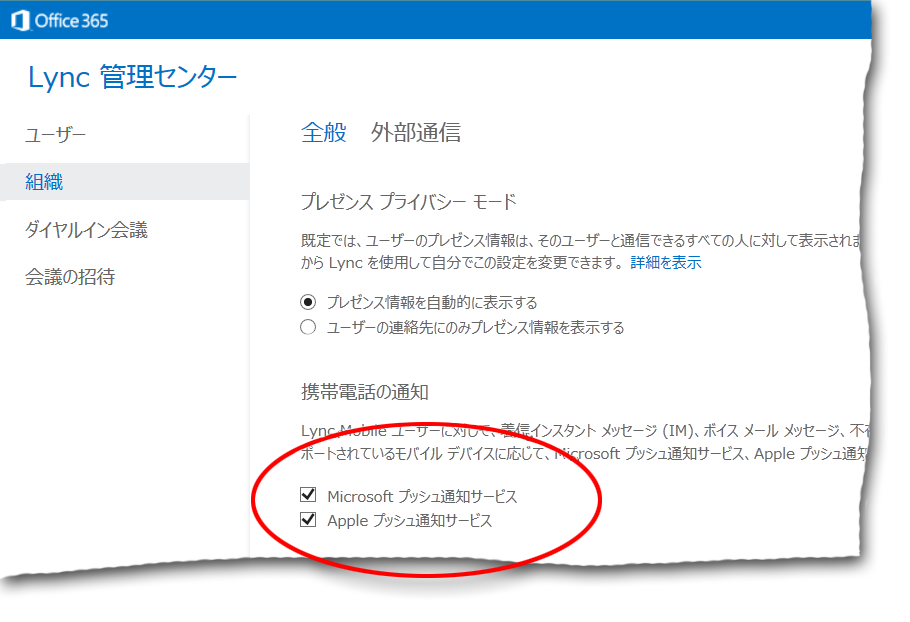 Office 365
Lync 管理センター
ユーザー
組織
ダイヤルイン会議
会議の招待
全般 外部通信
プレゼンス プライバシー モード
既定では、ユーザーのプレゼンス情報は、そのユーザーと通信できるすべての人に対して表示されま
から Lync を使用して自分でこの設定を変更できます。 詳細を表示
プレゼンス情報を自動的に表示する
ユーザーの連絡先にのみプレゼンス情報を表示する
携帯電話の通知
Lync Mobile ユーザーに対して、着信インスタント メッセージ (IM)、ボイス メール メッセージ、不在
ポートされているモバイル デバイスに応じて、Microsoft プッシュ通知サービス、Apple プッシュ通知
Microsoft プッシュ通知サービス
Apple プッシュ通知サービス